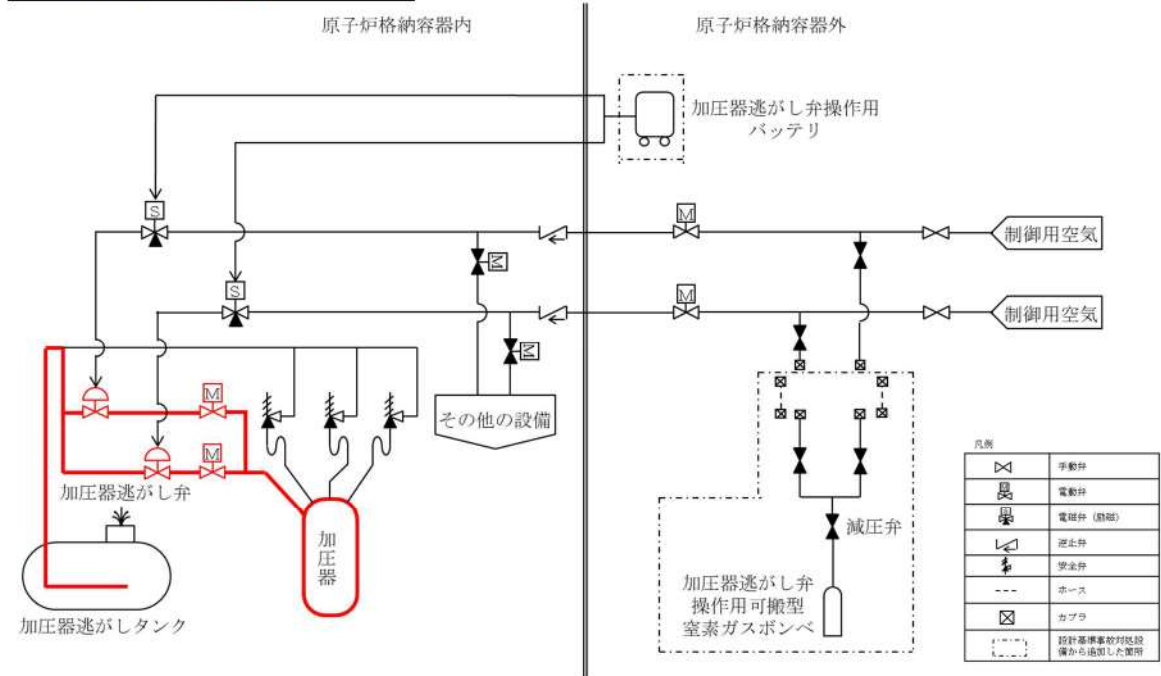 原子炉格納容器内
原子炉格納容器外
加圧器逃がし弁操作用
バッテリ
S
M
制御用空気
M
S
M
制御用空気
M
M
M
その他の設備
加圧器逃がし弁
加圧器
減圧弁
加圧器逃がし弁
操作用可搬型
窒素ガスボンベ
加圧器逃がしタンク
凡例
手動弁
電動弁
電磁弁（励磁）
逆止弁
安全弁
ホース
カプラ
設計基準事故対処設
備から追加した箇所